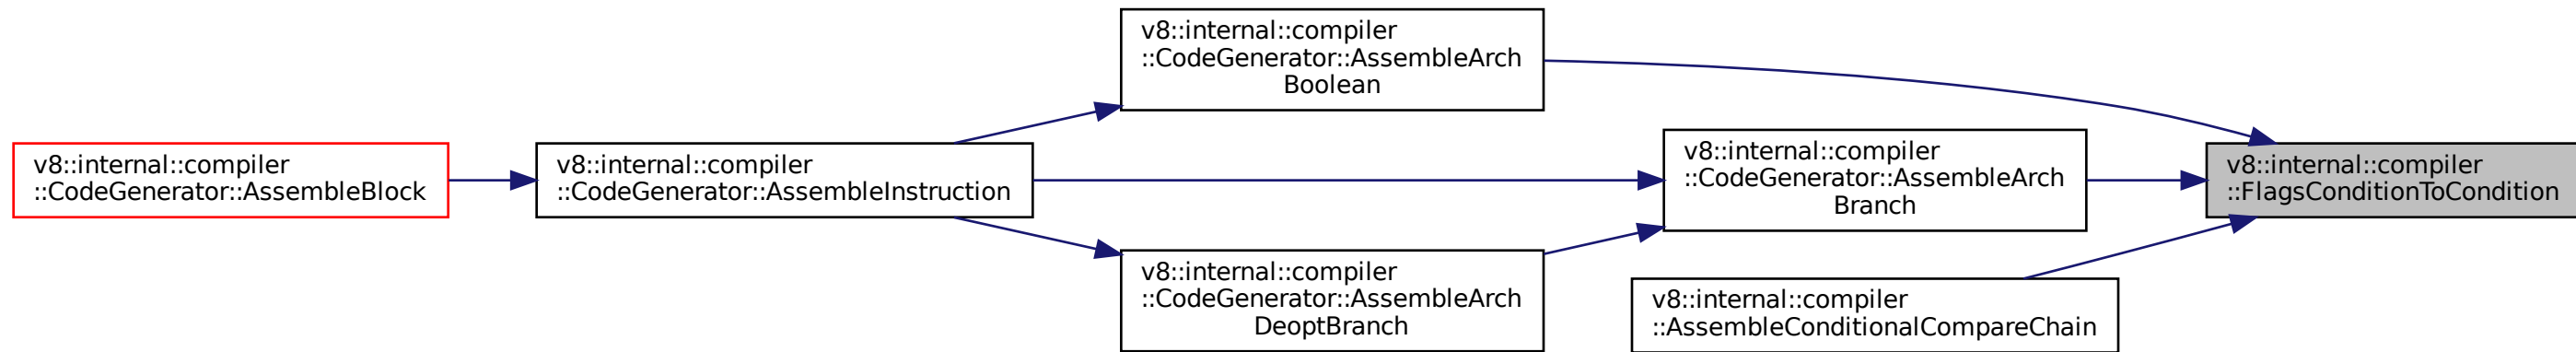 v8::internal::compiler
::CodeGenerator::AssembleBlock
v8::internal::compiler
::CodeGenerator::AssembleInstruction
v8::internal::compiler
::CodeGenerator::AssembleArch
Boolean
v8::internal::compiler
::CodeGenerator::AssembleArch
DeoptBranch
v8::internal::compiler
::CodeGenerator::AssembleArch
Branch
v8::internal::compiler
::AssembleConditionalCompareChain
v8::internal::compiler
::FlagsConditionToCondition